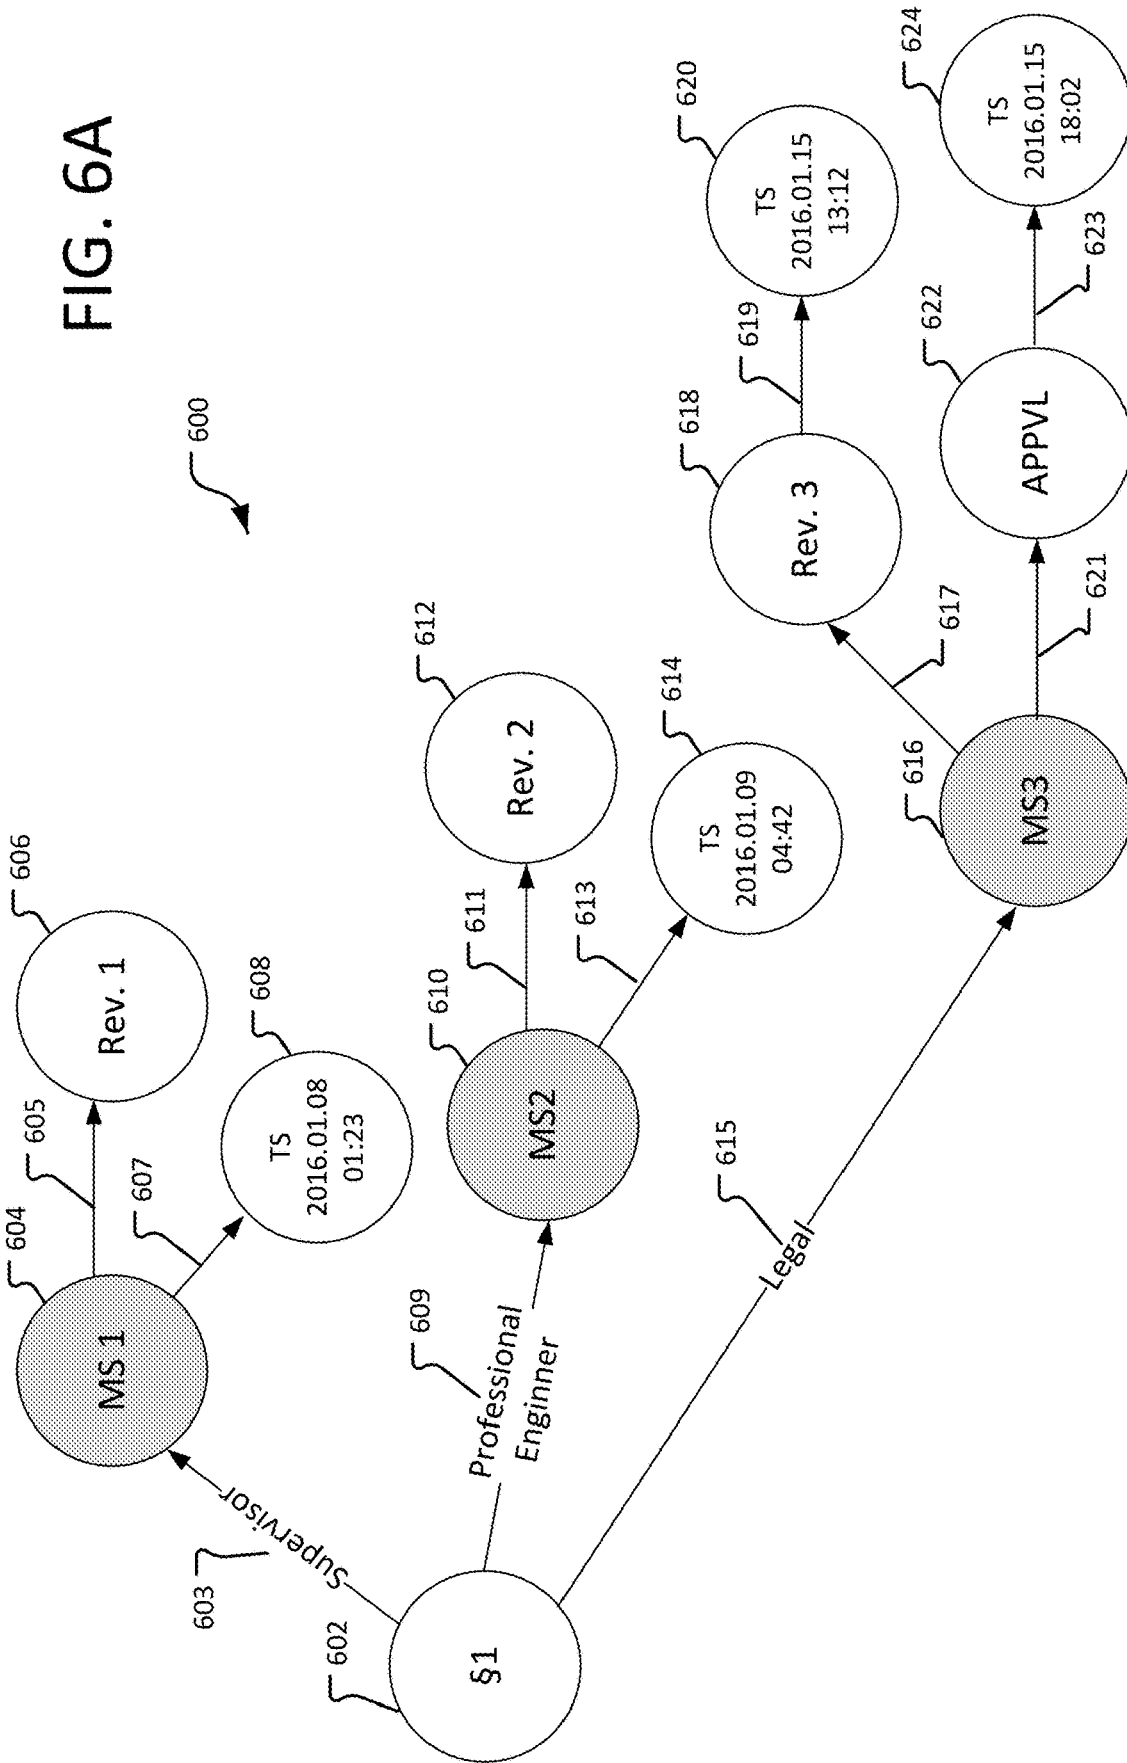 FIG. 6A
600
604
MS 1
605
606
Rev. 1
607
608
TS
2016.01.08
01:23
603
Supervisor
602
§1
609
Professional
Enginner
610
MS2
611
612
Rev. 2
613
614
TS
2016.01.09
04:42
615
Legal
616
MS3
617
618
Rev. 3
619
620
TS
2016.01.15
13:12
621
622
APPVL
623
624
TS
2016.01.15
18:02